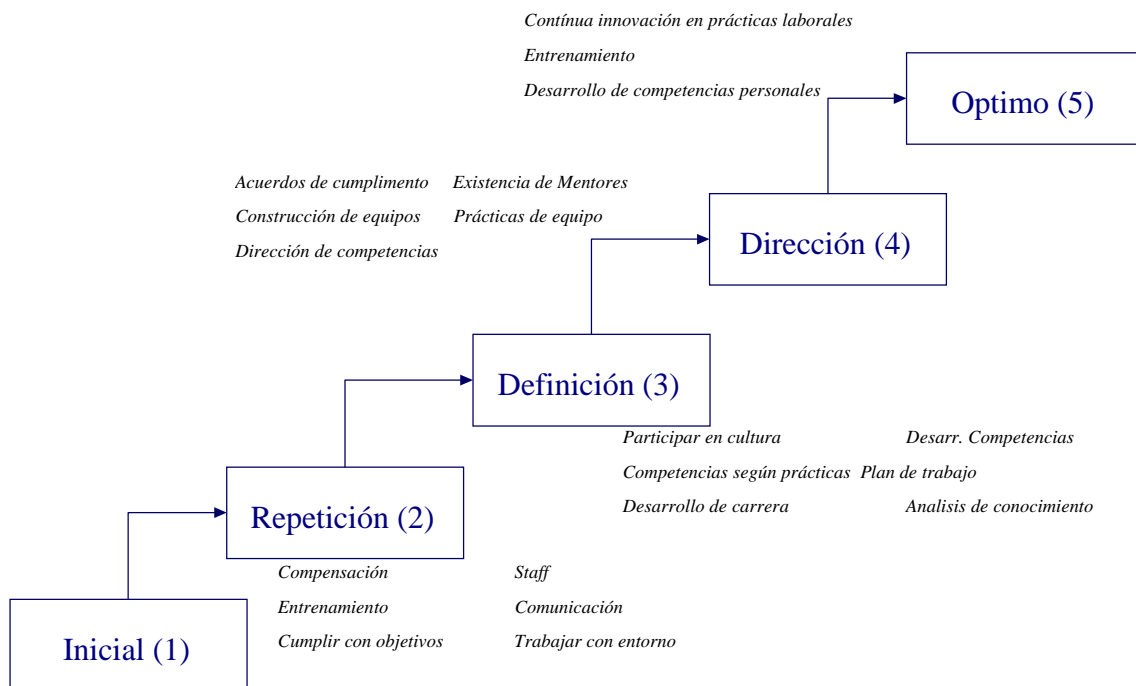 Contínua innovación en prácticas laborales
Entrenamiento
Desarrollo de competencias personales
Optimo (5)
Acuerdos de cumplimento Existencia de Mentores
Construcción de equipos Prácticas de equipo
Dirección de competencias
Dirección (4)
Definición (3)
Participar en cultura Desarr. Competencias
Competencias según prácticas Plan de trabajo
Desarrollo de carrera Analisis de conocimiento
Repetición (2)
Compensación Staff
Entrenamiento Comunicación
Cumplir con objetivos Trabajar con entorno
Inicial (1)